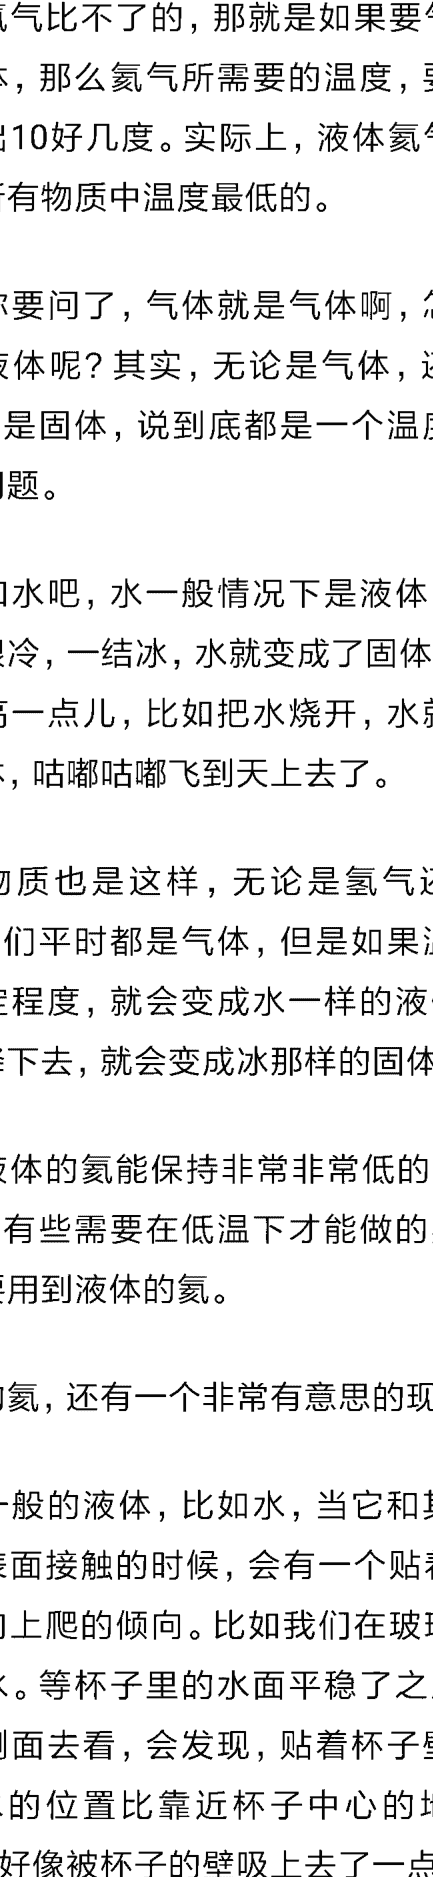 气比不了的，那就是如果要
，那么氦气所需要的温度，
10好几度。实际上，液体氦
有物质中温度最低的。
要问了，气体就是气体啊，
液体呢？其实，无论是气体，
是固体，说到底都是一个温度
题。
水吧，水一般情况下是液体
冷，一结冰，水就变成了固体
一点儿，比如把水烧开，水就
，咕嘟咕嘟飞到天上去了。
物质也是这样，无论是氢气还
们平时都是气体，但是如果温
程度，就会变成水一样的液
下去，就会变成冰那样的固体
液体的氦能保持非常非常低的
有些需要在低温下才能做的
要用到液体的氦。
的氦，还有一个非常有意思的现
一般的液体，比如水，当它和其
表面接触的时候，会有一个贴着
向上爬的倾向。比如我们在玻璃
水。等杯子里的水面平稳了之
侧面去看，会发现，贴着杯子壁
的位置比靠近杯子中心的地
好像被杯子的壁吸上去了一点